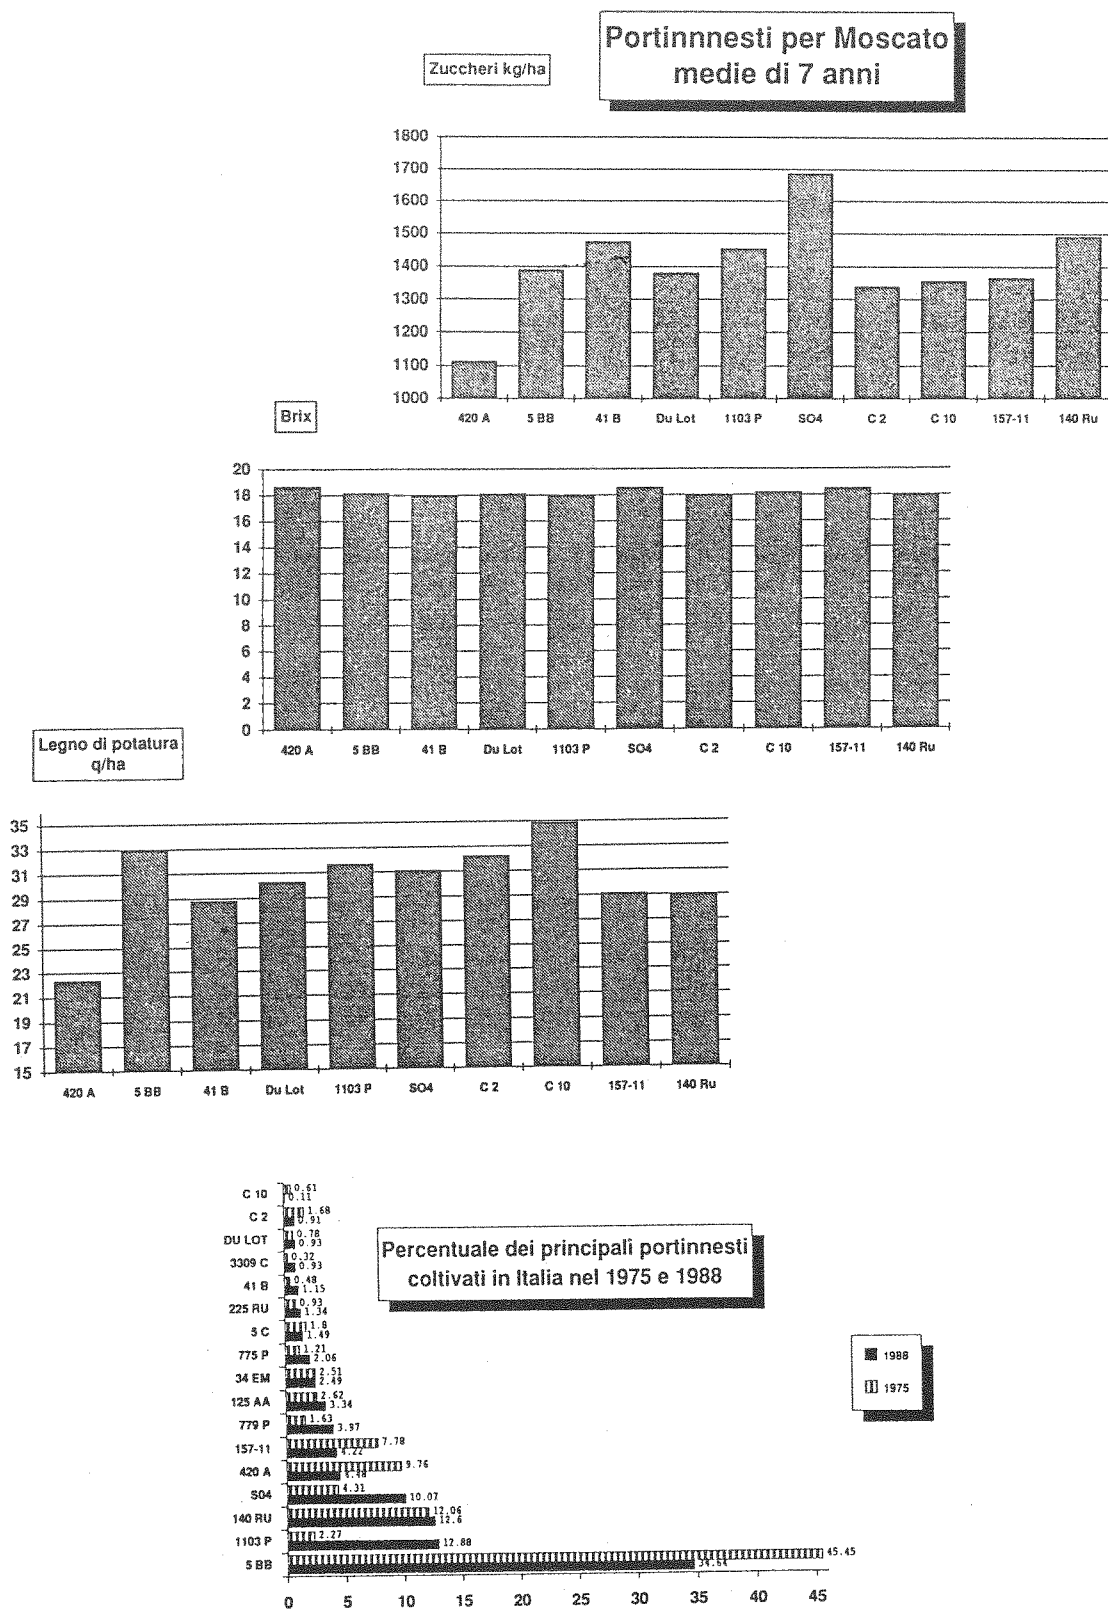 Portinnnesti per Moscato
medie di 7 anni
Zuccheri kg/ha
1800
1700
1600
1500
1400
1300
1200
1100
1000
420 A 5 BB 41 B Du Lot 1103 P SO4 C 2 C 10 157-11 140 Ru
Brix
20
18
16
14
12
10
8
6
4
2
0
420 A 5 BB 41 B Du Lot 1103 P SO4 C 2 C 10 157-11 140 Ru
Legno di potatura
q/ha
35
33
31
29
27
25
23
21
19
17
15
420 A 5 BB 41 B Du Lot 1103 P SO4 C 2 C 10 157-11 140 Ru
Percentuale dei principali portinnesti
coltivati in Italia nel 1975 e 1988
C 10 0.61
0.11
C 2 1.68
0.91
DU LOT 0.78
0.93
3309 C 0.32
0.93
41 B 0.48
1.15
225 RU 0.93
1.34
5 C 1.8
1.49
775 P 1.21
2.06
34 EM 2.51
2.49
125 AA 2.62
3.34
779 P 1.63
3.97
157-11 7.78
4.22
420 A 9.76
4.48
S04 4.31
10.07
140 RU 12.06
12.6
1103 P 2.27
12.88
5 BB 45.45
34.64
0 5 10 15 20 25 30 35 40 45
1988
1975